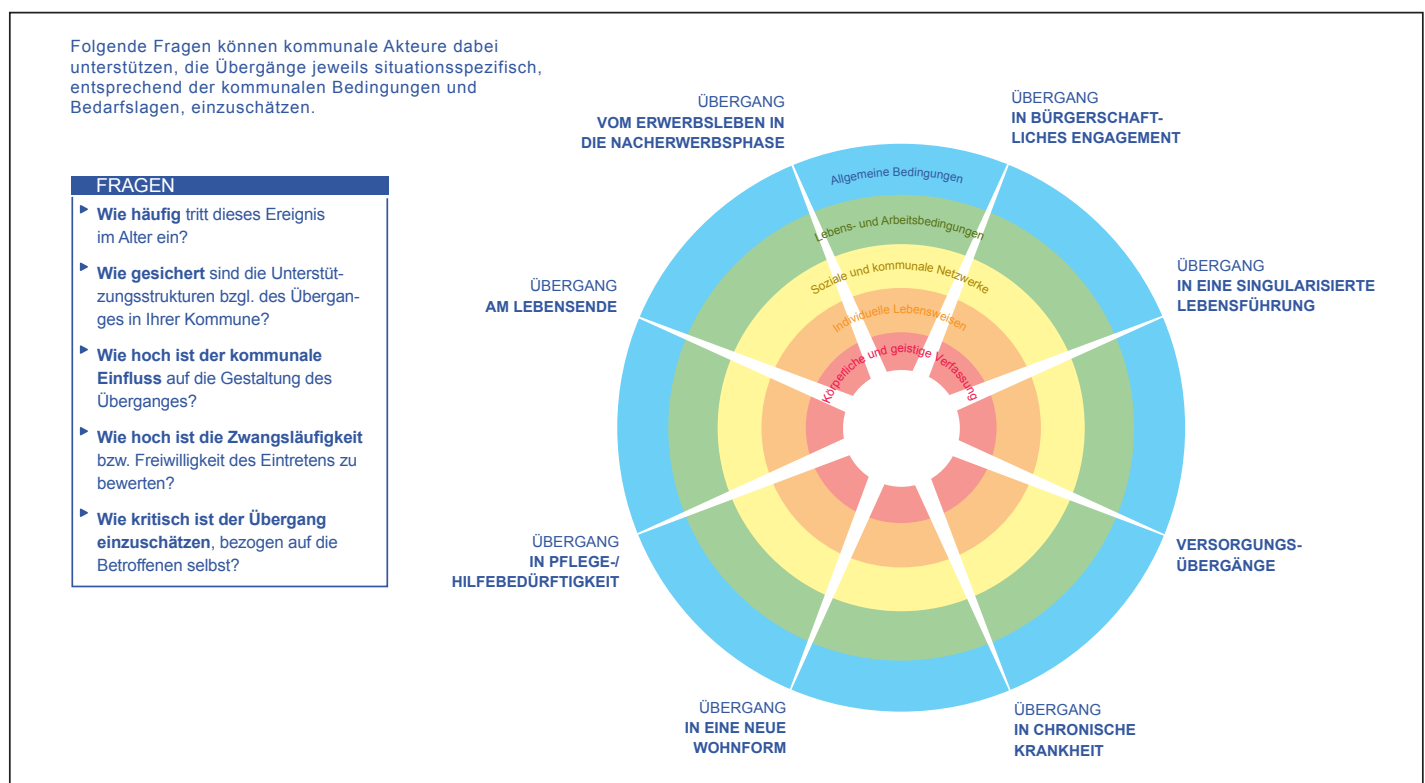 Folgende Fragen können kommunale Akteure dabei
unterstützen, die Übergänge jeweils situationsspezifisch,
entsprechend der kommunalen Bedingungen und
Bedarfslagen, einzuschätzen.
FRAGEN
Wie häufig tritt dieses Ereignis
im Alter ein?
Wie gesichert sind die Unterstüt-
zungsstrukturen bzgl. des Übergan-
ges in Ihrer Kommune?
Wie hoch ist der kommunale
Einfluss auf die Gestaltung des
Überganges?
Wie hoch ist die Zwangsläufigkeit
bzw. Freiwilligkeit des Eintretens zu
bewerten?
Wie kritisch ist der Übergang
einzuschätzen, bezogen auf die
Betroffenen selbst?
ÜBERGANG
VOM ERWERBSLEBEN IN
DIE NACHERWERBSPHASE
ÜBERGANG
IN BÜRGERSCHAFT-
LICHES ENGAGEMENT
ÜBERGANG
IN EINE SINGULARISIERTE
LEBENSFÜHRUNG
VERSORGUNGS-
ÜBERGÄNGE
ÜBERGANG
IN CHRONISCHE
KRANKHEIT
ÜBERGANG
IN EINE NEUE
WOHNFORM
ÜBERGANG
IN PFLEGE-/
HILFEBEDÜRFTIGKEIT
ÜBERGANG
AM LEBENSENDE
Allgemeine Bedingungen
Lebens- und Arbeitsbedingungen
Soziale und kommunale Netzwerke
Individuelle Lebensweisen
Körperliche und geistige Verfassung